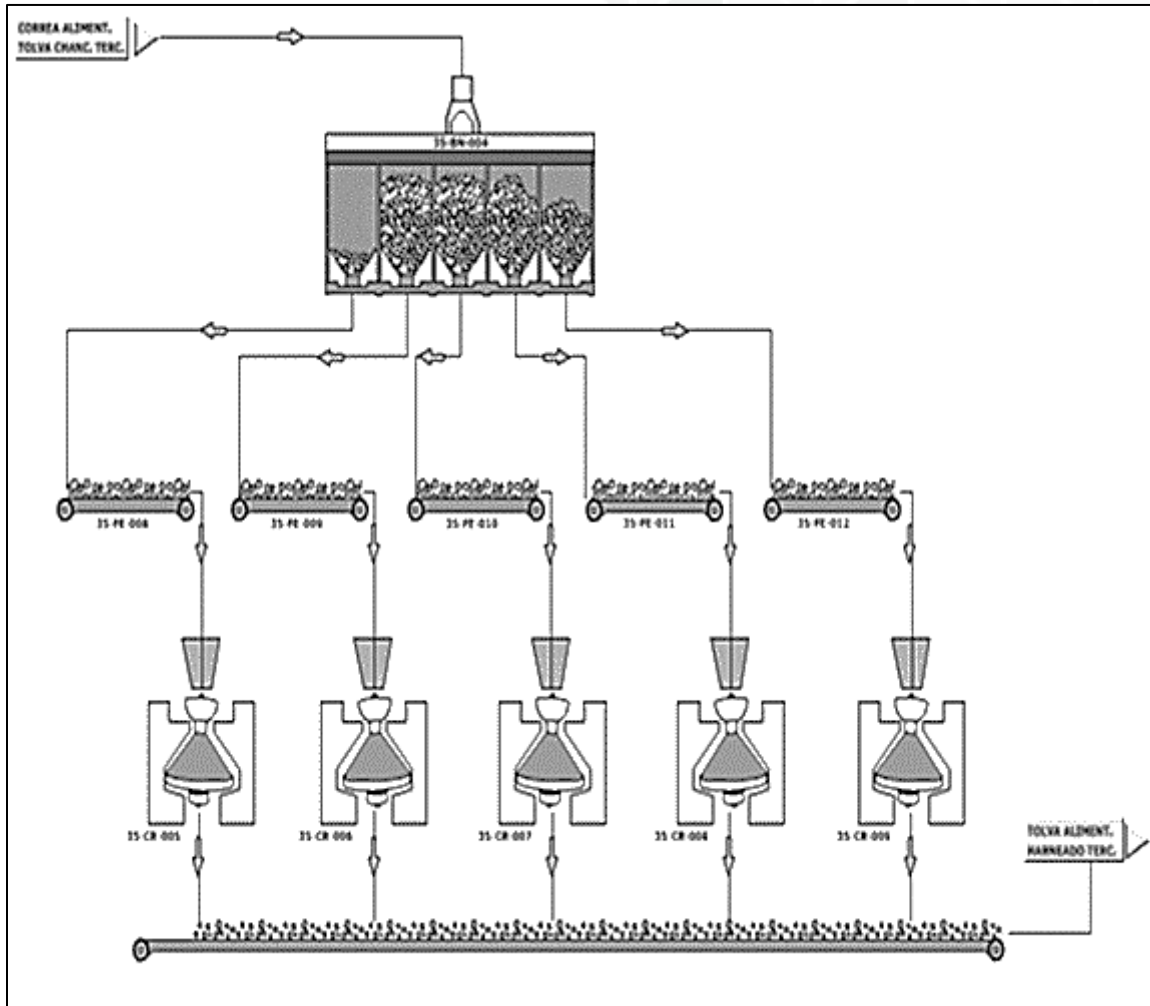 CORREA ALIMENT.
TOLVA CHANC. TERC.
35-BN-004
35-FE-008
35-FE-009
35-FE-010
35-FE-011
35-FE-012
35-CR-005
35-CR-006
35-CR-007
35-CR-008
35-CR-009
TOLVA ALIMENT.
HARNEADO TERC.